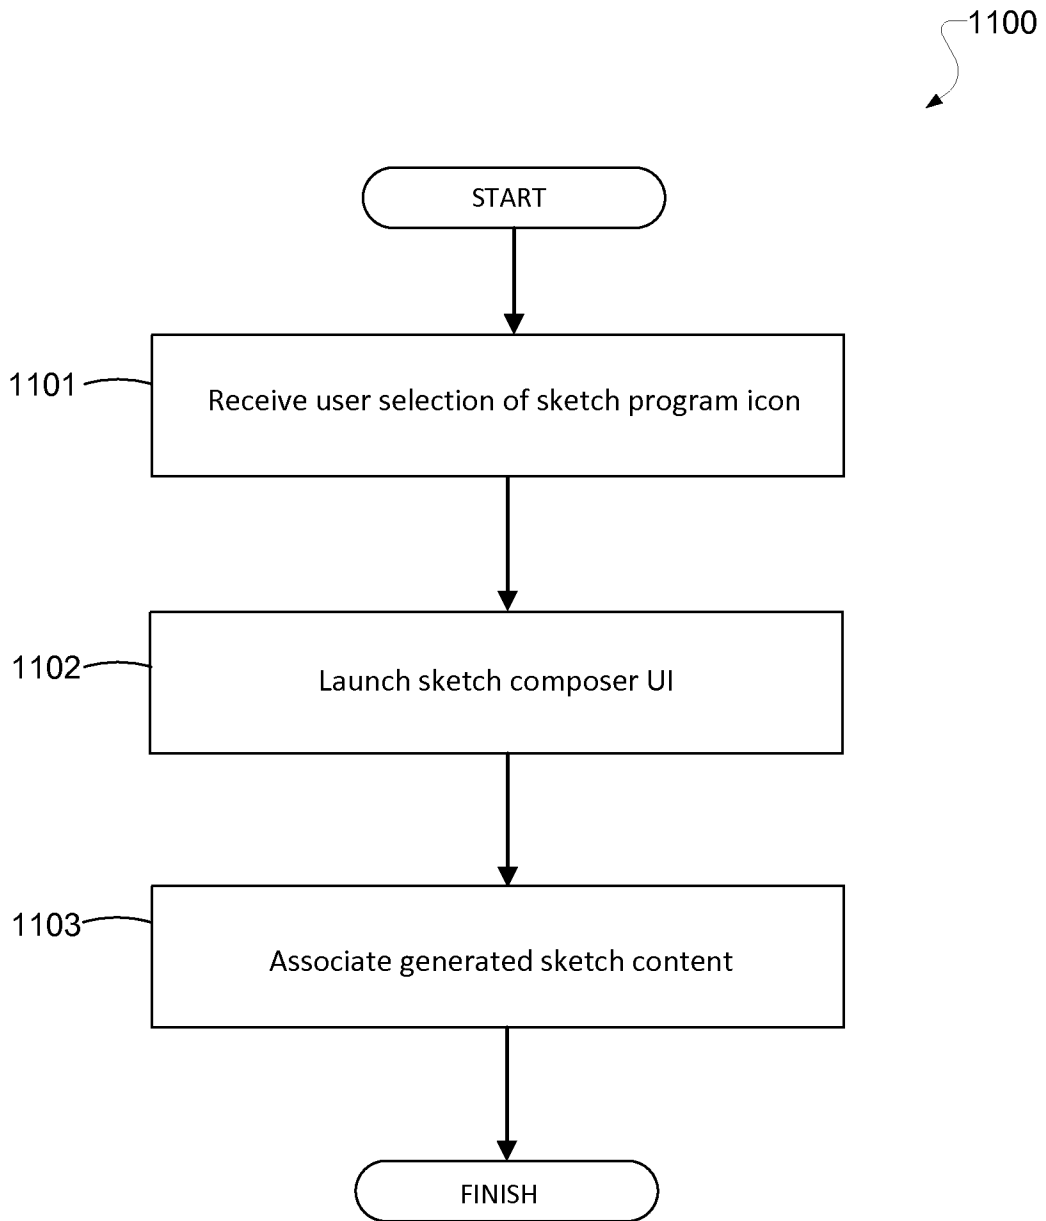 1100
START
1101
Receive user selection of sketch program icon
1102
Launch sketch composer UI
1103
Associate generated sketch content
FINISH